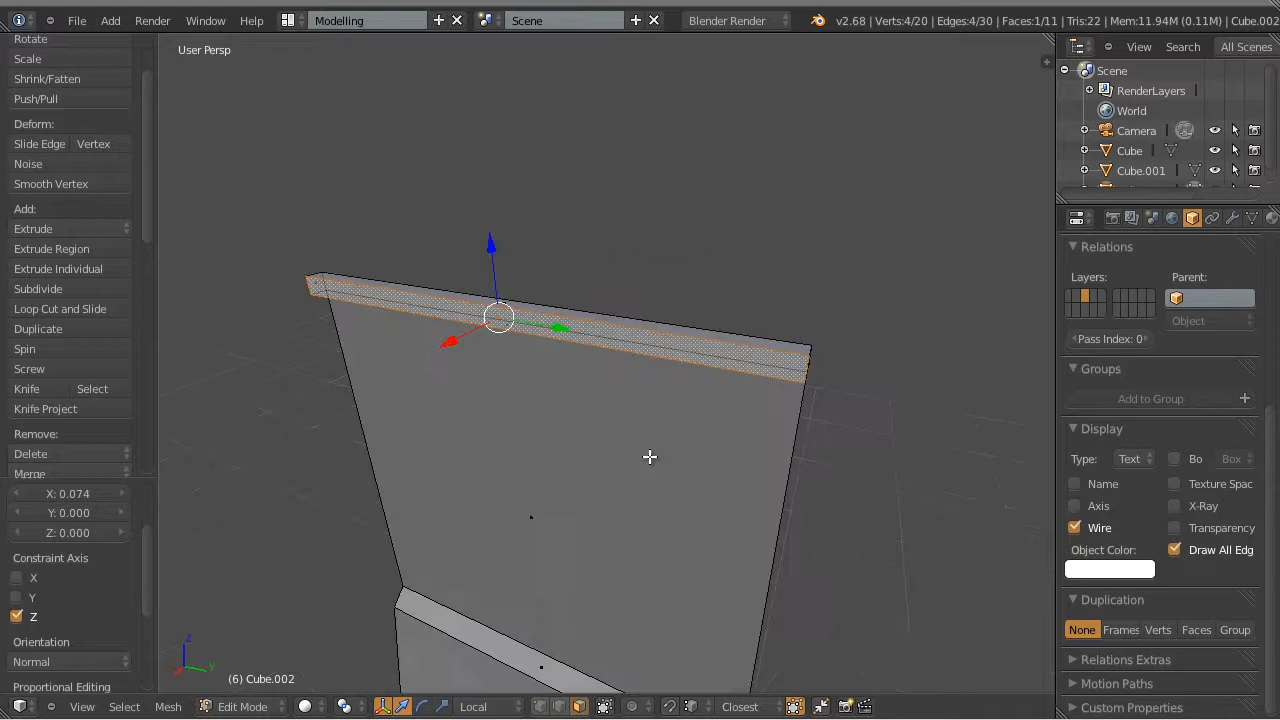 File Add Render Window Help Modelling Scene Blender Render v2.68 | Verts:4/20 | Edges:4/30 | Faces:1/11 | Tris:22 | Mem:11.94M (0.11M) | Cube.002
Rotate
Scale
Shrink/Fatten
Push/Pull
Deform:
Slide Edge Vertex
Noise
Smooth Vertex
Add:
Extrude
Extrude Region
Extrude Individual
Subdivide
Loop Cut and Slide
Duplicate
Spin
Screw
Knife Select
Knife Project
Remove:
Delete
Merge
X: 0.074
Y: 0.000
Z: 0.000
Constraint Axis
X
Y
Z
Orientation
Normal
Proportional Editing
User Persp
z
y
(6) Cube.002
View Select Mesh Edit Mode Local Closest
View Search All Scenes
Scene
RenderLayers
World
Camera
Cube
Cube.001
Relations
Layers: Parent:
Object
Pass Index: 0
Groups
Add to Group
Display
Type: Text Bo Box
Name Texture Spac
Axis X-Ray
Wire Transparency
Object Color: Draw All Edg
Duplication
None Frames Verts Faces Group
Relations Extras
Motion Paths
Custom Properties